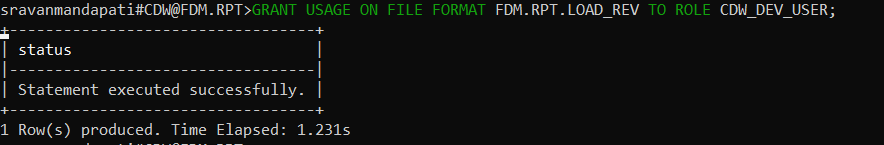 sravanmandapati#CDW@FDM.RPT>GRANT USAGE ON FILE FORMAT FDM.RPT.LOAD_REV TO ROLE CDW_DEV_USER;
+----------------------------------+
| status                           |
|----------------------------------|
| Statement executed successfully. |
+----------------------------------+
1 Row(s) produced. Time Elapsed: 1.231s